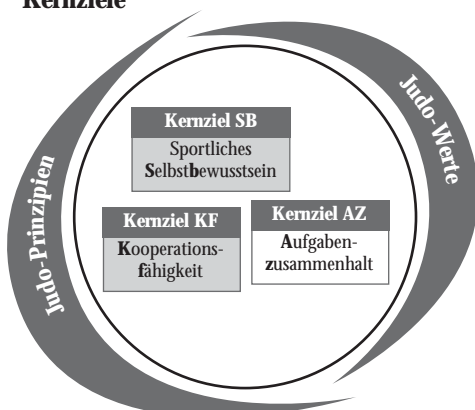 Kernziele
Judo-Werte
Kernziel SB
Sportliches
Selbstbewusstsein
Judo-Prinzipien
Kernziel KF
Kooperations-
fähigkeit
Kernziel AZ
Aufgaben-
zusammenhalt